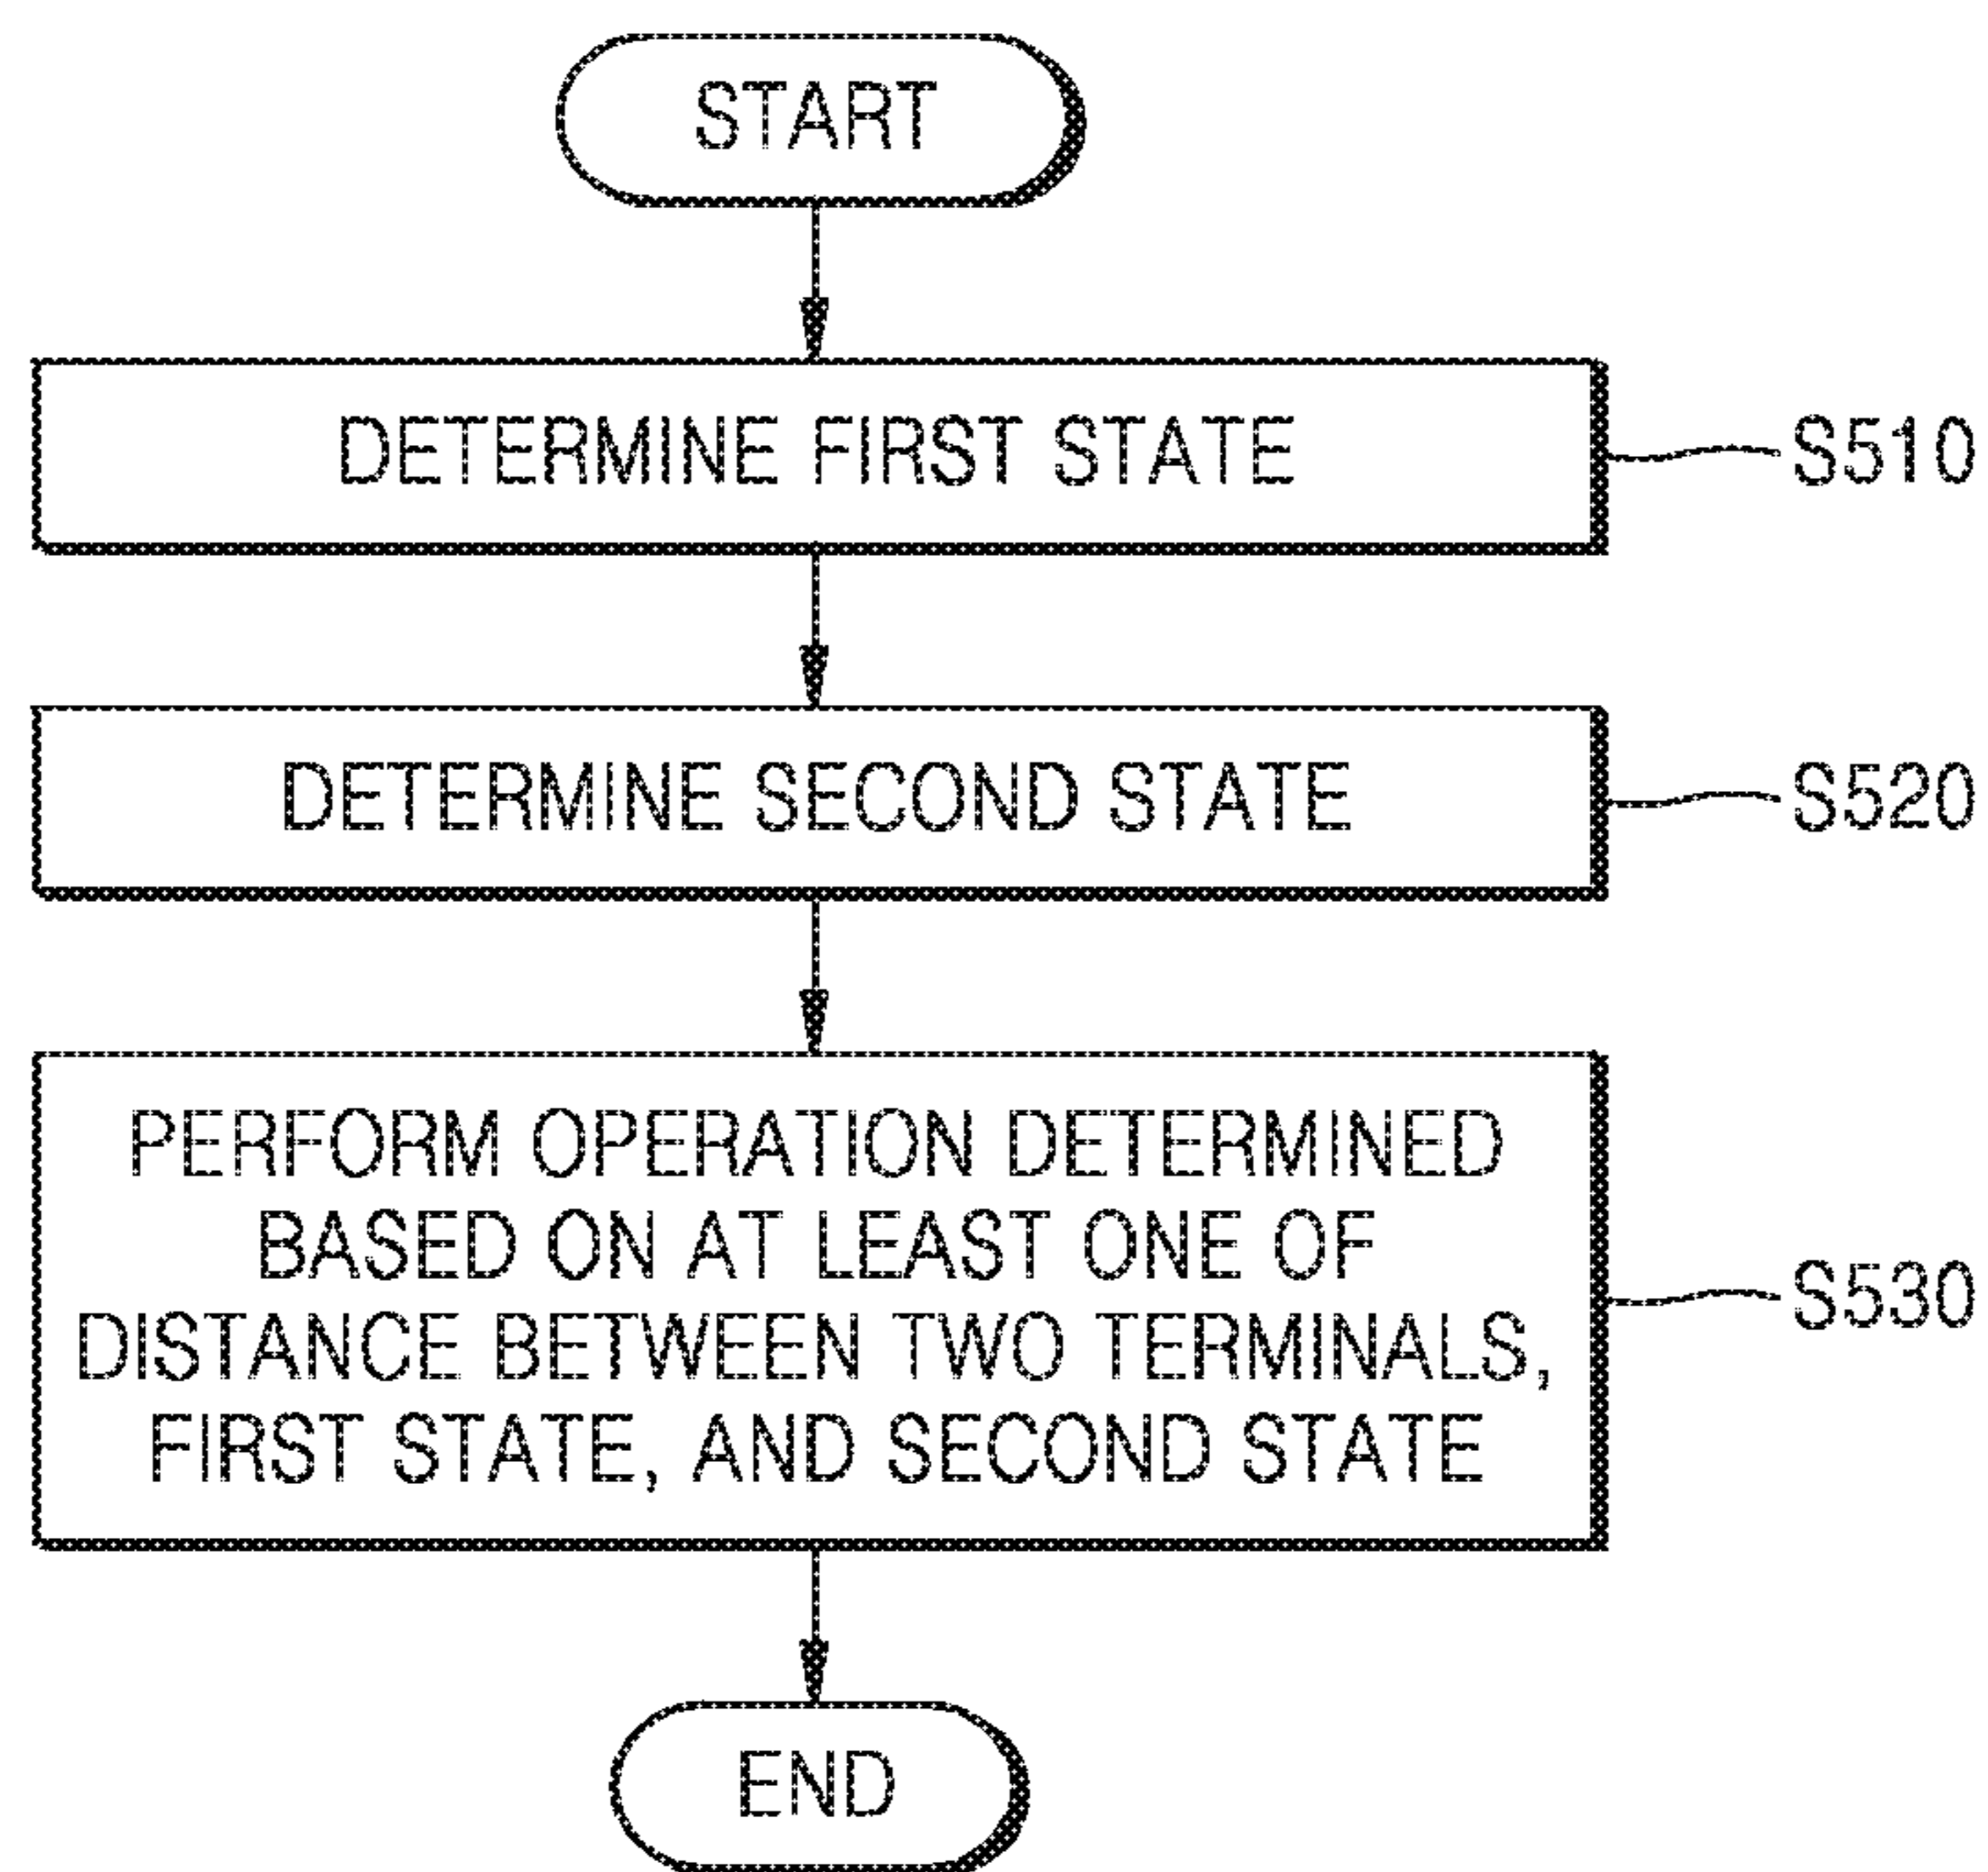 START
DETERMINE FIRST STATE
S510
DETERMINE SECOND STATE
S520
PERFORM OPERATION DETERMINED
BASED ON AT LEAST ONE OF
DISTANCE BETWEEN TWO TERMINALS,
FIRST STATE, AND SECOND STATE
S530
END